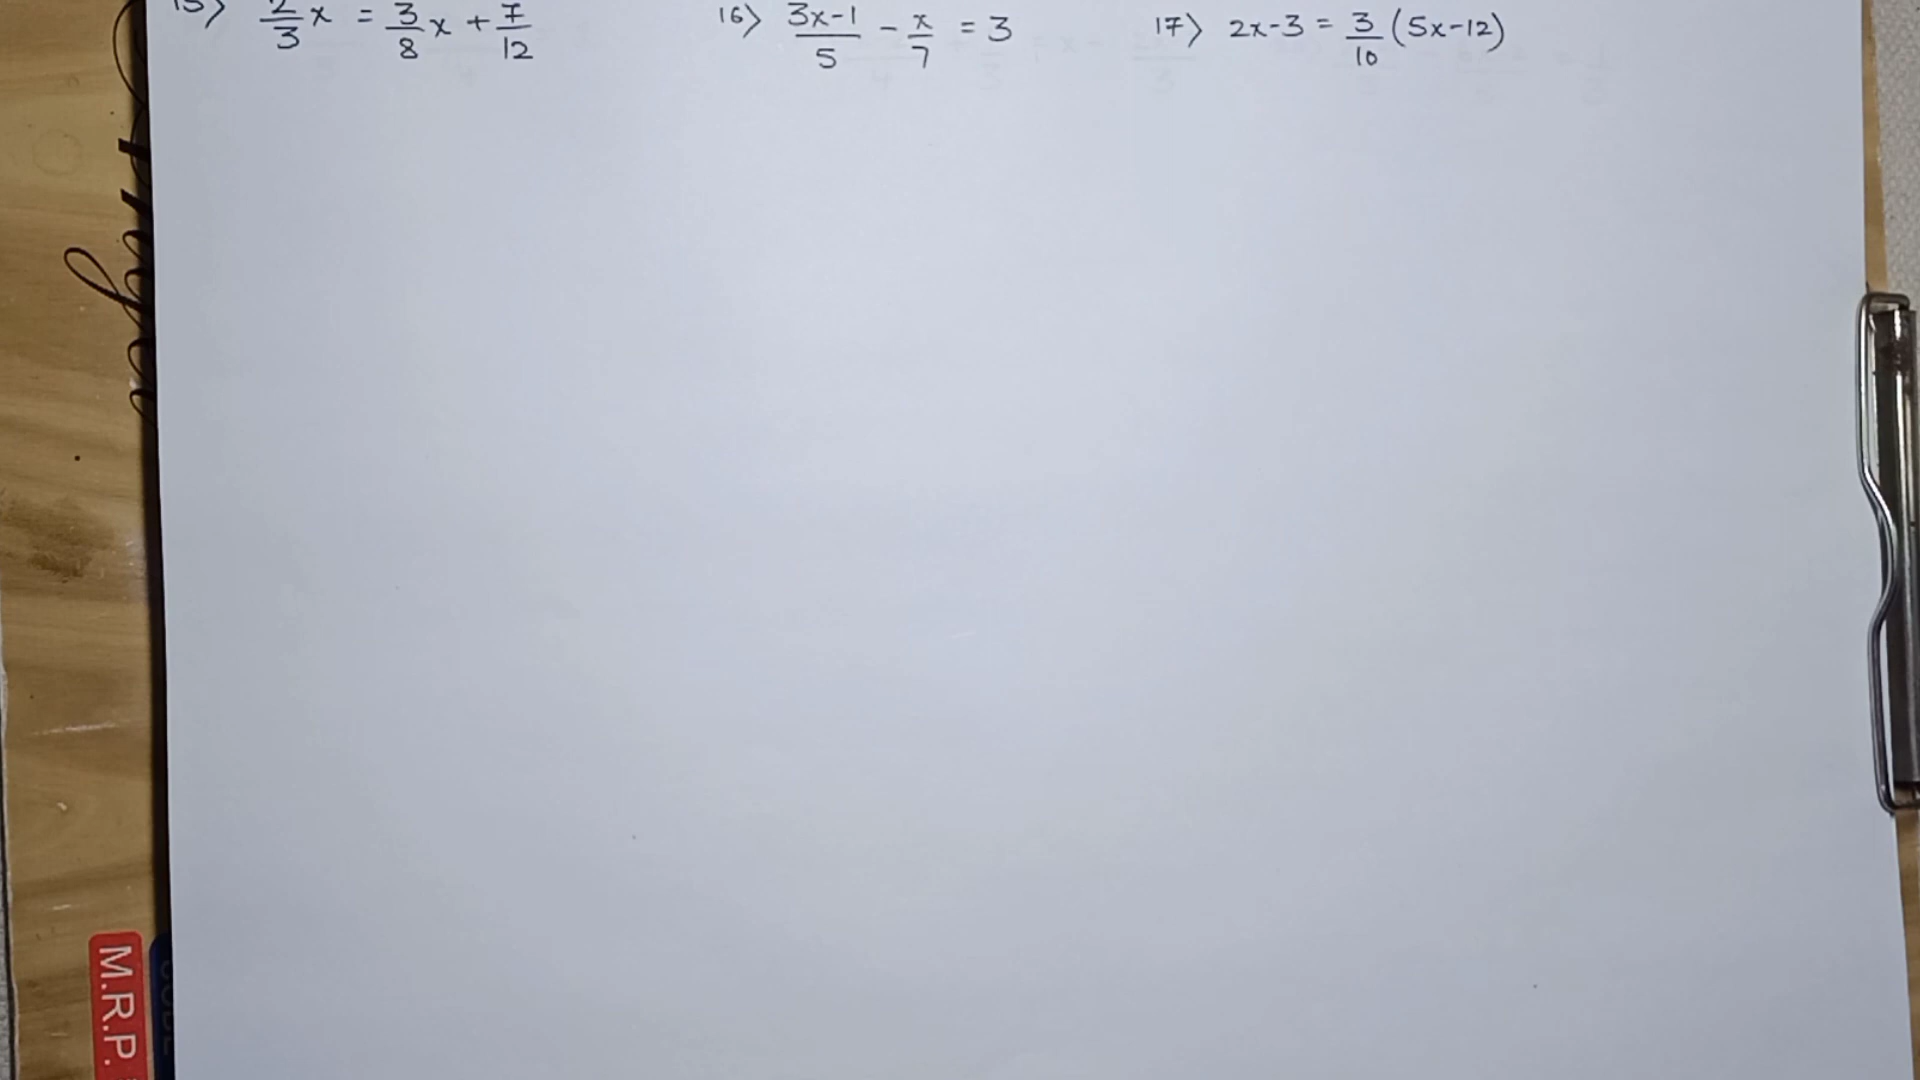 15) 2/3 x = 3/8 x + 7/12
16) (3x-1)/5 - x/7 = 3
17) 2x-3 = 3/10 (5x-12)
M.R.P.